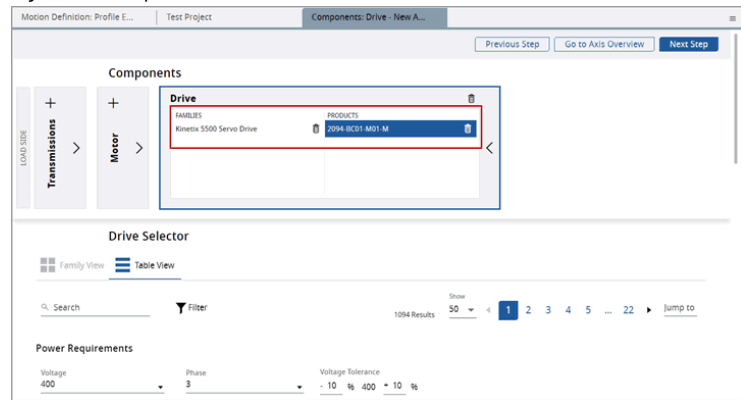 Motion Definition: Profile E...
Test Project
Components: Drive - New A...
Previous Step
Go to Axis Overview
Next Step
Components
LOAD SIDE
Transmissions
Motor
Drive
FAMILIES
PRODUCTS
Kinetix 5500 Servo Drive
2094-BC01-M01-M
Drive Selector
Family View
Table View
Search
Filter
1094 Results
Show
50
1 2 3 4 5 ... 22
Jump to
Power Requirements
Voltage
400
Phase
3
Voltage Tolerance
- 10 % 400 + 10 %